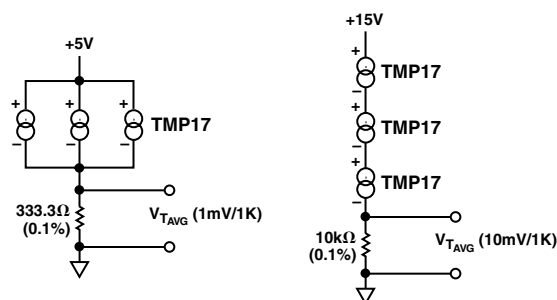 +5V
+
+
+
TMP17
–
–
–
333.3Ω
(0.1%)
VTAVG (1mV/1K)
+15V
+
TMP17
–
+
TMP17
–
+
TMP17
–
10kΩ
(0.1%)
VTAVG (10mV/1K)